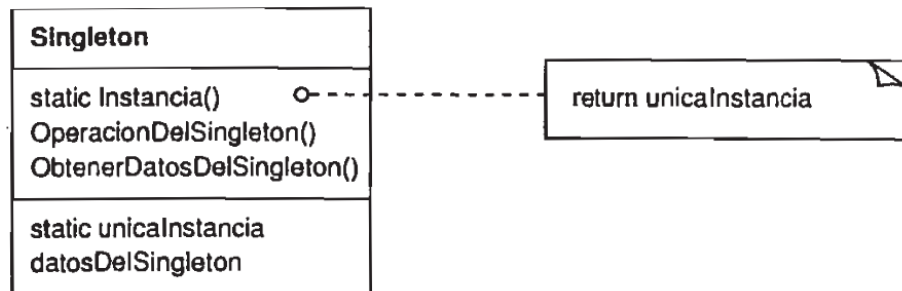 Singleton
static Instancia()
return unicaInstancia
OperacionDelSingleton()
ObtenerDatosDelSingleton()
static unicaInstancia
datosDelSingleton